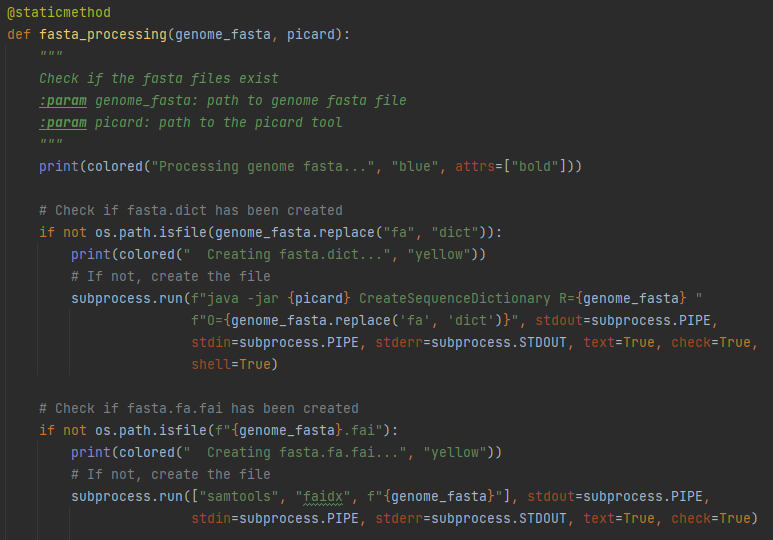 @staticmethod
def fasta_processing(genome_fasta, picard):
    """
    Check if the fasta files exist
    :param genome_fasta: path to genome fasta file
    :param picard: path to the picard tool
    """
    print(colored("Processing genome fasta...", "blue", attrs=["bold"]))

    # Check if fasta.dict has been created
    if not os.path.isfile(genome_fasta.replace("fa", "dict")):
        print(colored("  Creating fasta.dict...", "yellow"))
        # If not, create the file
        subprocess.run(f"java -jar {picard} CreateSequenceDictionary R={genome_fasta} "
                       f"O={genome_fasta.replace('fa', 'dict')}", stdout=subprocess.PIPE,
                       stdin=subprocess.PIPE, stderr=subprocess.STDOUT, text=True, check=True,
                       shell=True)

    # Check if fasta.fa.fai has been created
    if not os.path.isfile(f"{genome_fasta}.fai"):
        print(colored("  Creating fasta.fa.fai...", "yellow"))
        # If not, create the file
        subprocess.run(["samtools", "faidx", f"{genome_fasta}"], stdout=subprocess.PIPE,
                       stdin=subprocess.PIPE, stderr=subprocess.STDOUT, text=True, check=True)